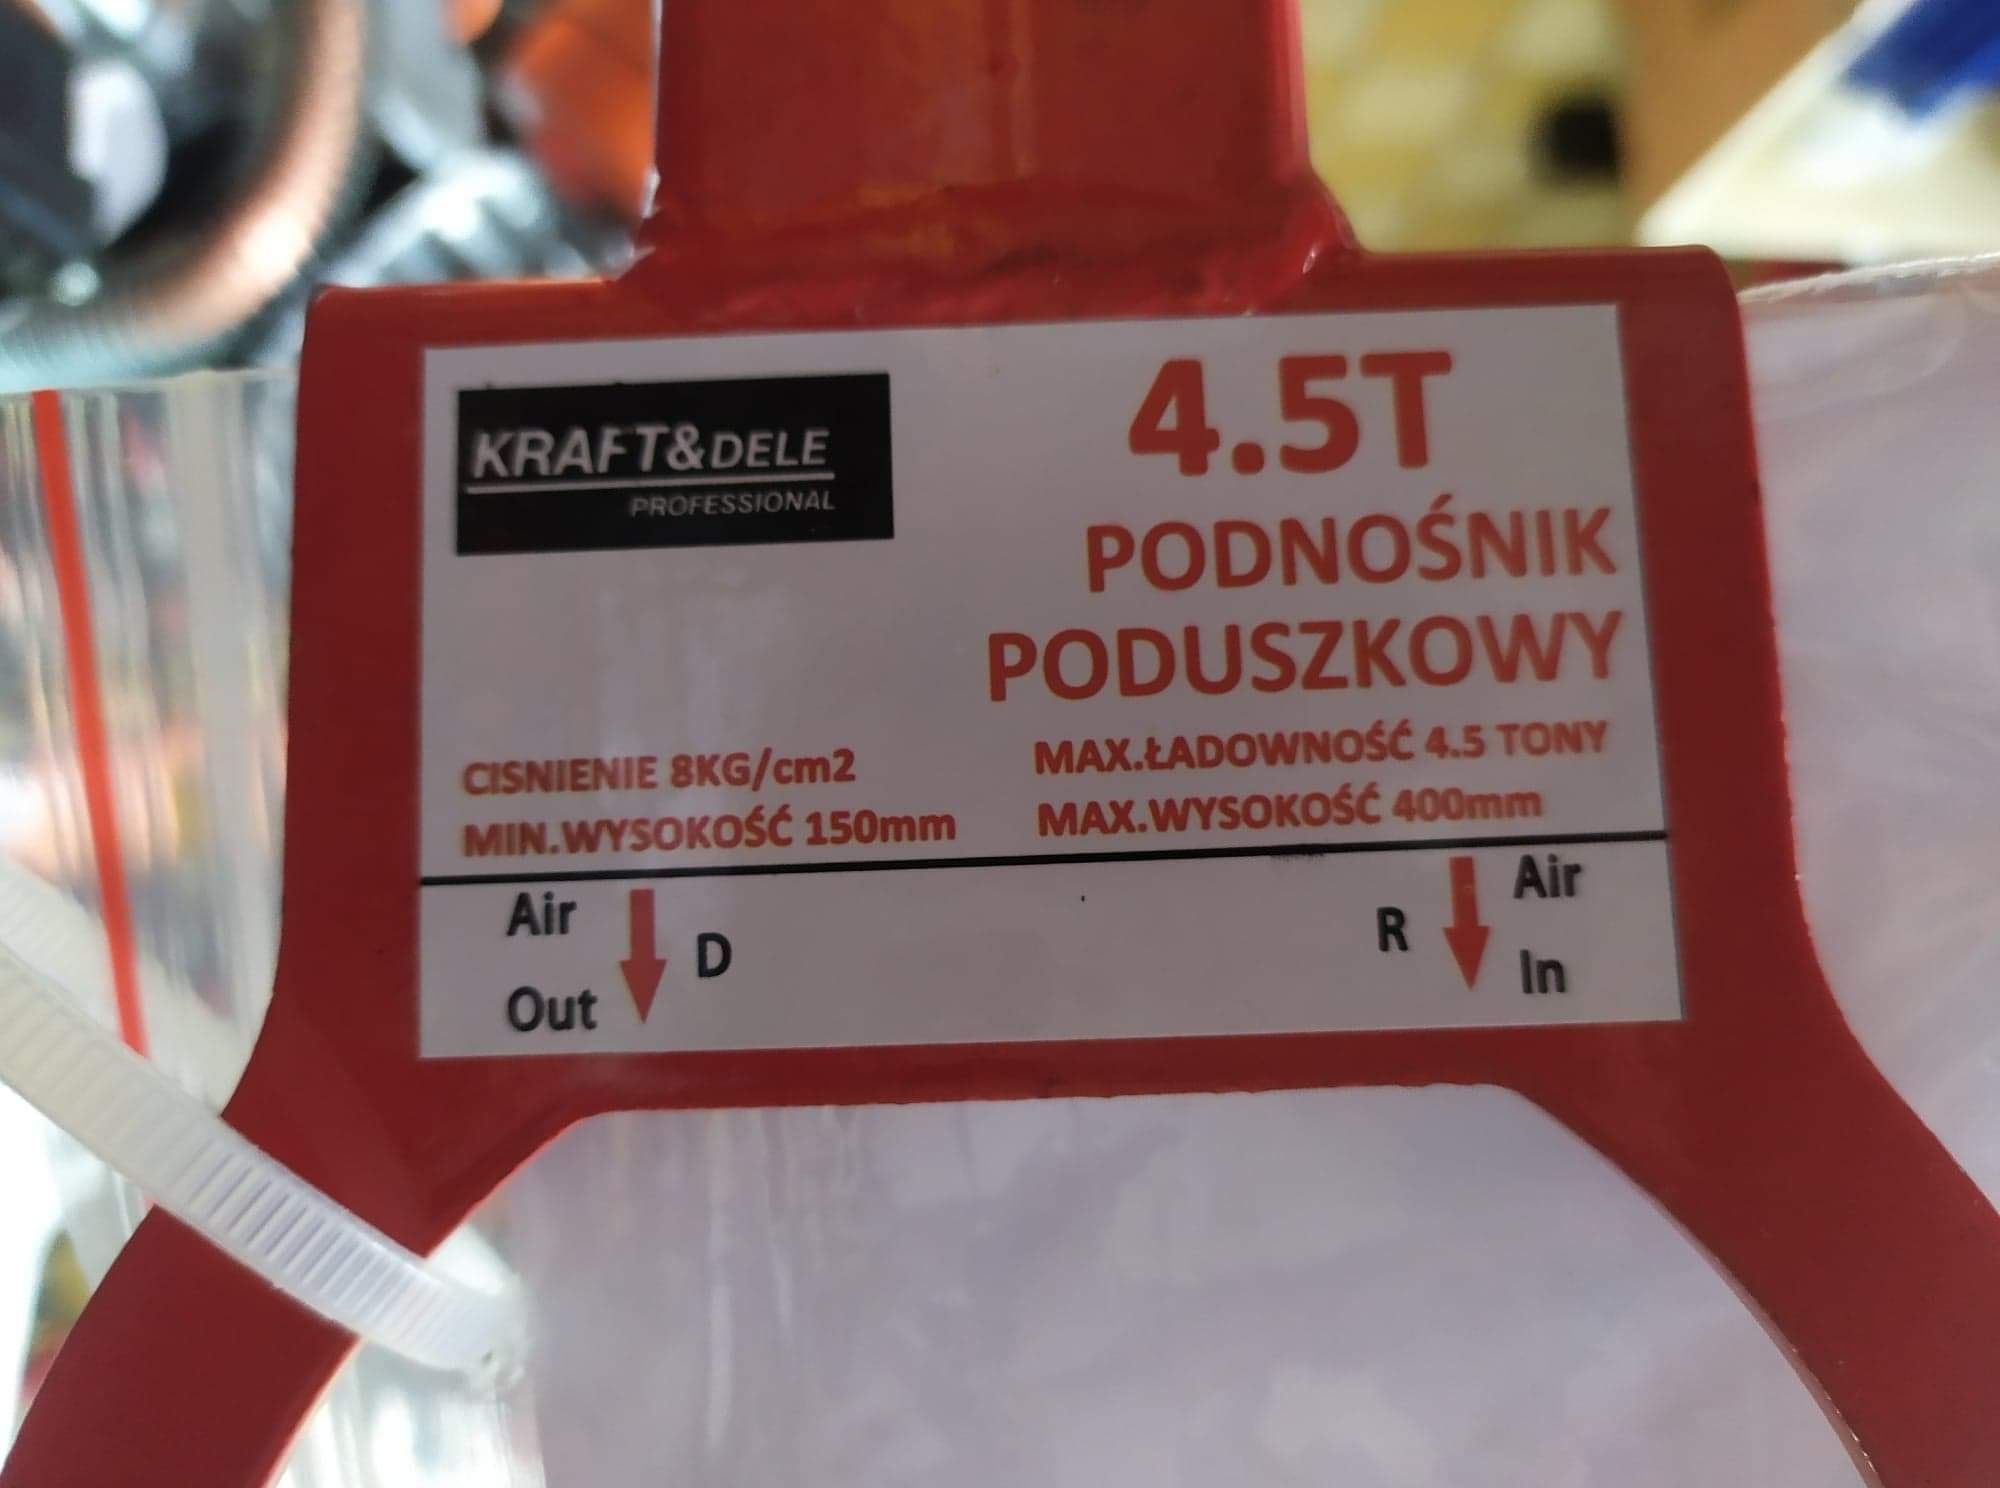 KRAFT&DELE
PROFESSIONAL
4.5T
PODNOŚNIK
PODUSZKOWY
CISNIENIE 8KG/cm2
MIN.WYSOKOŚĆ 150mm
MAX.ŁADOWNOŚĆ 4.5 TONY
MAX.WYSOKOŚĆ 400mm
Air
Out
D
R
Air
In